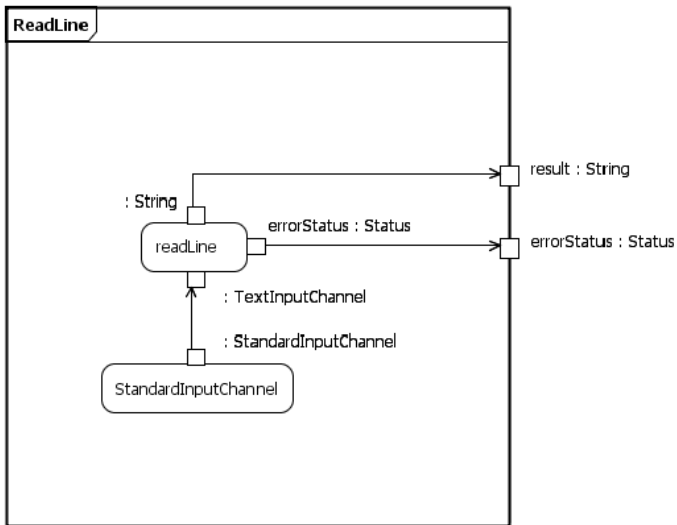 ReadLine
result : String
: String
errorStatus : Status
errorStatus : Status
readLine
: TextInputChannel
: StandardInputChannel
StandardInputChannel